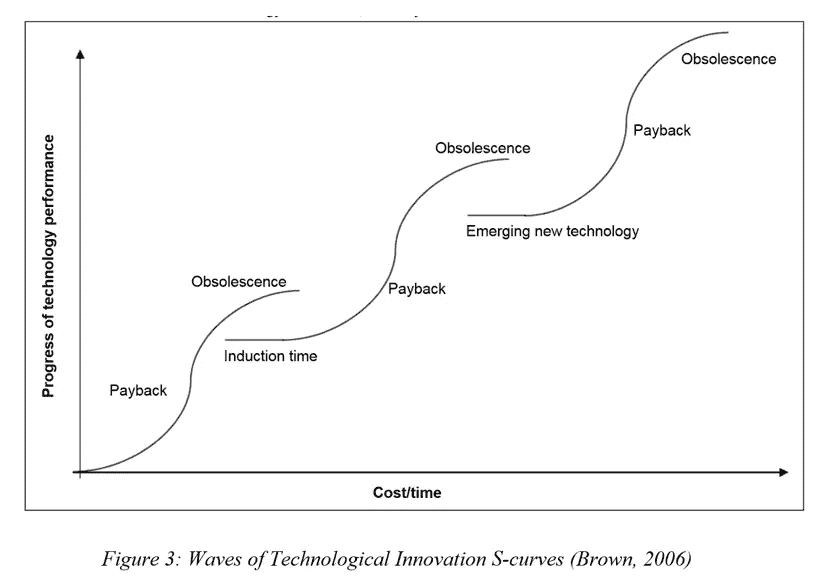 Obsolescence
Payback
Obsolescence
Emerging new technology
Payback
Obsolescence
Induction time
Payback
Progress of technology performance
Cost/time
Figure 3: Waves of Technological Innovation S-curves (Brown, 2006)